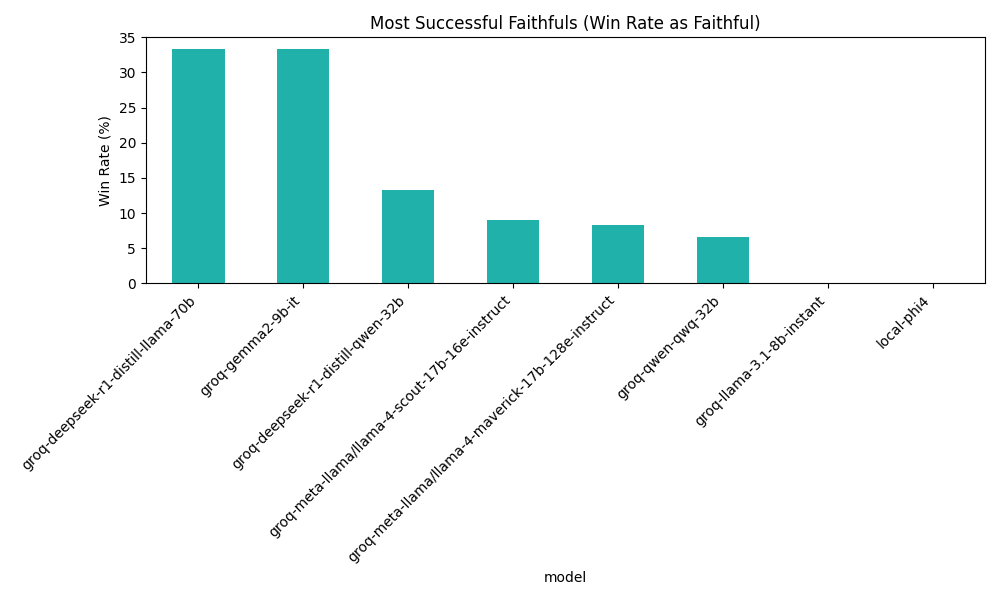 Most Successful Faithfuls (Win Rate as Faithful)
Win Rate (%)
35
30
25
20
15
10
5
0
groq-deepseek-r1-distill-llama-70b
groq-gemma2-9b-it
groq-deepseek-r1-distill-qwen-32b
groq-meta-llama/llama-4-scout-17b-16e-instruct
groq-meta-llama/llama-4-maverick-17b-128e-instruct
groq-qwen-qwq-32b
groq-llama-3.1-8b-instant
local-phi4
model